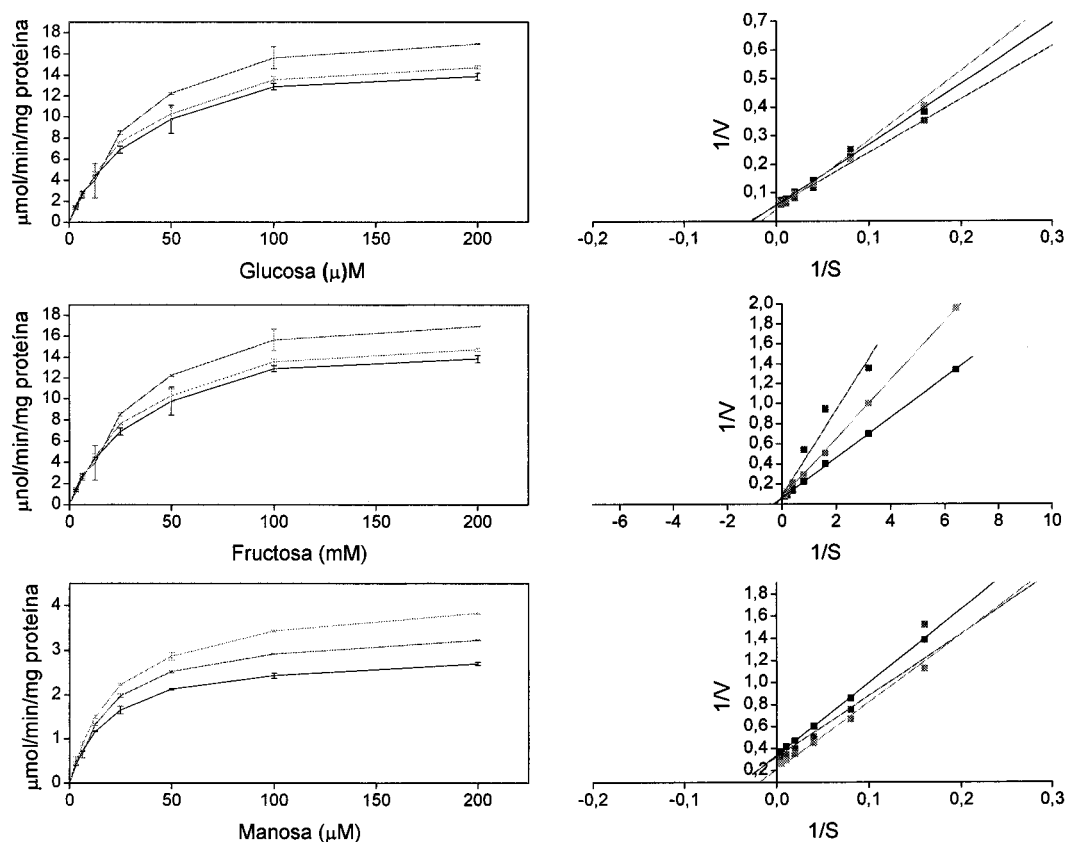 μmol/min/mg proteína
18
16
14
12
10
8
6
4
2
0
0 50 100 150 200
Glucosa (μ)M
1/V
0,7
0,6
0,5
0,4
0,3
0,2
0,1
-0,2 -0,1 0,0 0,1 0,2 0,3
1/S
μnol/min/mg proteína
18
16
14
12
10
8
6
4
2
0
0 50 100 150 200
Fructosa (mM)
1/V
2,0
1,8
1,6
1,4
1,2
1,0
0,8
0,6
0,4
0,2
-6 -4 -2 0 2 4 6 8 10
1/S
μmol/min/mg proteína
4
3
2
1
0
0 50 100 150 200
Manosa (μM)
1/V
1,8
1,6
1,4
1,2
1,0
0,8
0,6
0,4
0,2
-0,2 -0,1 0,0 0,1 0,2 0,3
1/S